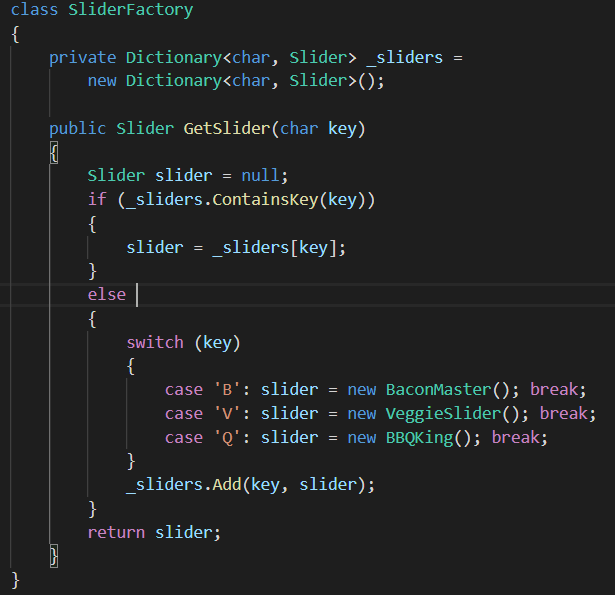 class SliderFactory
{
    private Dictionary<char, Slider> _sliders =
        new Dictionary<char, Slider>();

    public Slider GetSlider(char key)
    {
        Slider slider = null;
        if (_sliders.ContainsKey(key))
        {
            slider = _sliders[key];
        }
        else
        {
            switch (key)
            {
                case 'B': slider = new BaconMaster(); break;
                case 'V': slider = new VeggieSlider(); break;
                case 'Q': slider = new BBQKing(); break;
            }
            _sliders.Add(key, slider);
        }
        return slider;
    }
}